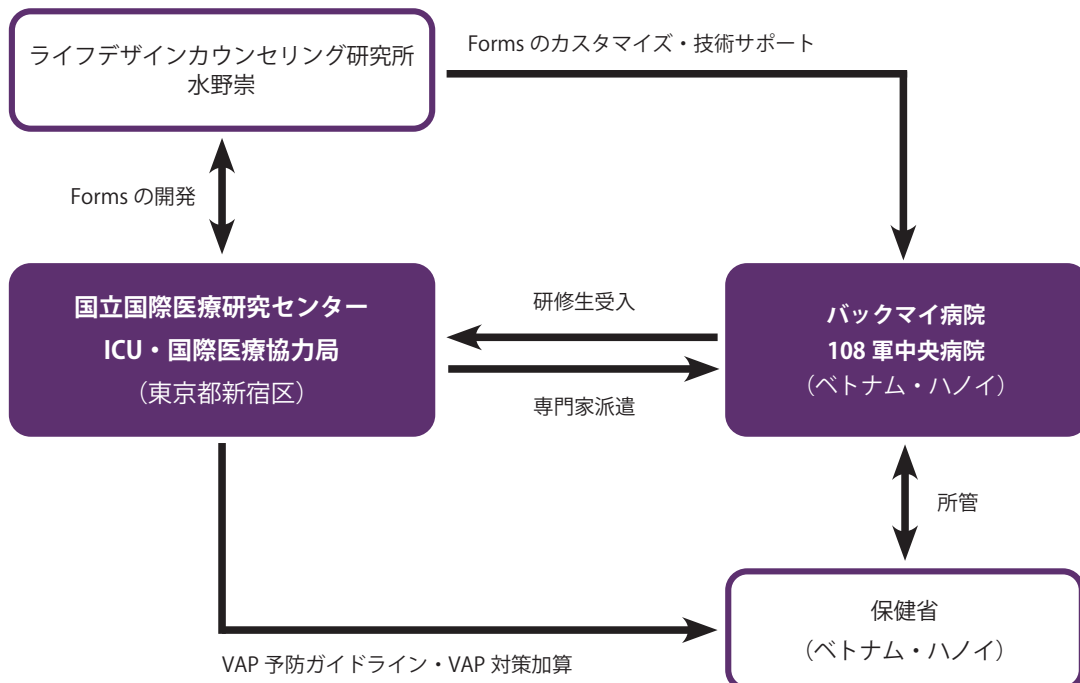 ライフデザインカウンセリング研究所
水野崇
Forms のカスタマイズ・技術サポート
Forms の開発
国立国際医療研究センター
ICU・国際医療協力局
（東京都新宿区）
研修生受入
専門家派遣
バックマイ病院
108 軍中央病院
（ベトナム・ハノイ）
所管
保健省
（ベトナム・ハノイ）
VAP 予防ガイドライン・VAP 対策加算